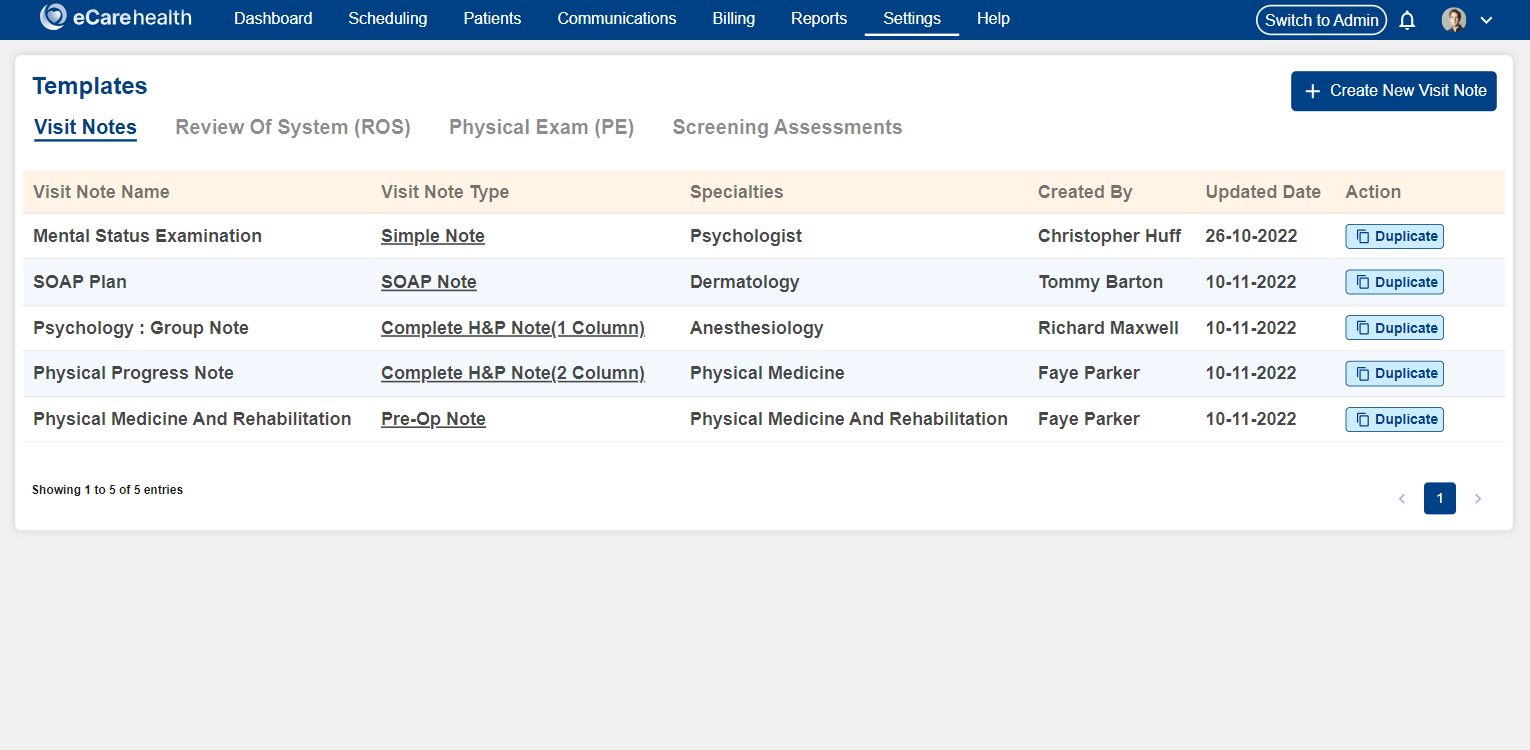 eCarehealth Dashboard Scheduling Patients Communications Billing Reports Settings Help Switch to Admin
Templates
Create New Visit Note
Visit Notes Review Of System (ROS) Physical Exam (PE) Screening Assessments
Visit Note Name Visit Note Type Specialties Created By Updated Date Action
Mental Status Examination Simple Note Psychologist Christopher Huff 26-10-2022 Duplicate
SOAP Plan SOAP Note Dermatology Tommy Barton 10-11-2022 Duplicate
Psychology : Group Note Complete H&P Note(1 Column) Anesthesiology Richard Maxwell 10-11-2022 Duplicate
Physical Progress Note Complete H&P Note(2 Column) Physical Medicine Faye Parker 10-11-2022 Duplicate
Physical Medicine And Rehabilitation Pre-Op Note Physical Medicine And Rehabilitation Faye Parker 10-11-2022 Duplicate
Showing 1 to 5 of 5 entries
1